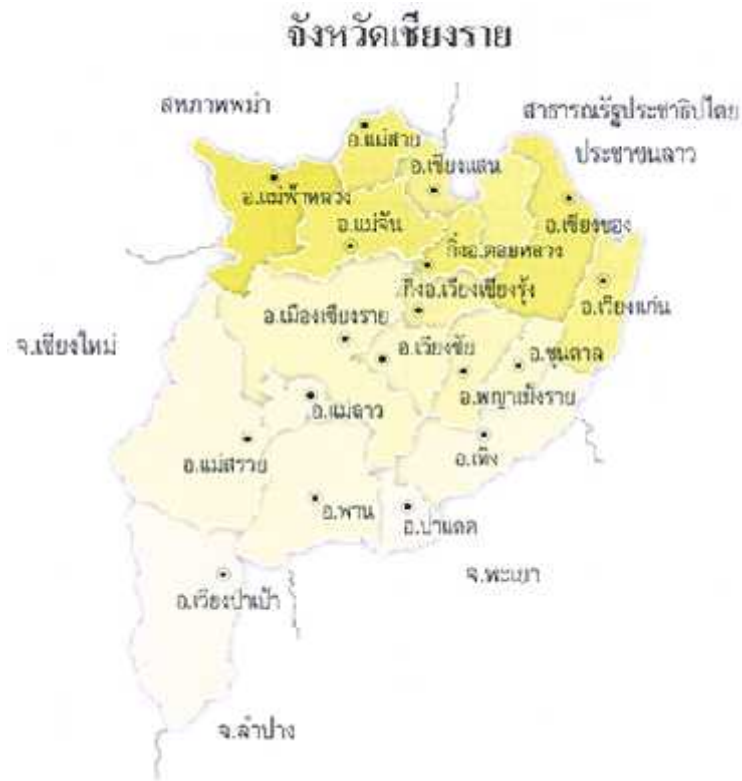 จังหวัดเชียงราย
สหภาพพม่า
สาธารณรัฐประชาธิปไตย
ประชาชนลาว
อ.แม่สาย
อ.เชียงแสน
อ.แม่ฟ้าหลวง
อ.เชียงของ
อ.แม่จัน
กิ่งอ.ดอยหลวง
กิ่งอ.เวียงเชียงรุ้ง
อ.เวียงแก่น
อ.เมืองเชียงราย
จ.เชียงใหม่
อ.เวียงชัย
อ.ขุนตาล
อ.พญาเม็งราย
อ.แม่ลาว
อ.แม่สรวย
อ.เทิง
อ.พาน
อ.ป่าแดด
จ.พะเยา
อ.เวียงป่าเป้า
จ.ลำปาง